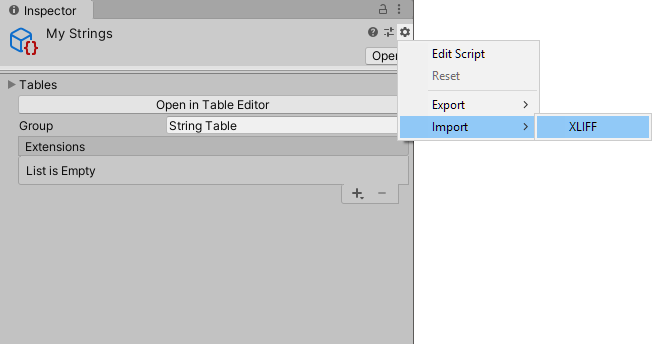 Inspector
My Strings
Open
Edit Script
Reset
Export
Import
XLIFF
Tables
Open in Table Editor
Group
String Table
Extensions
List is Empty